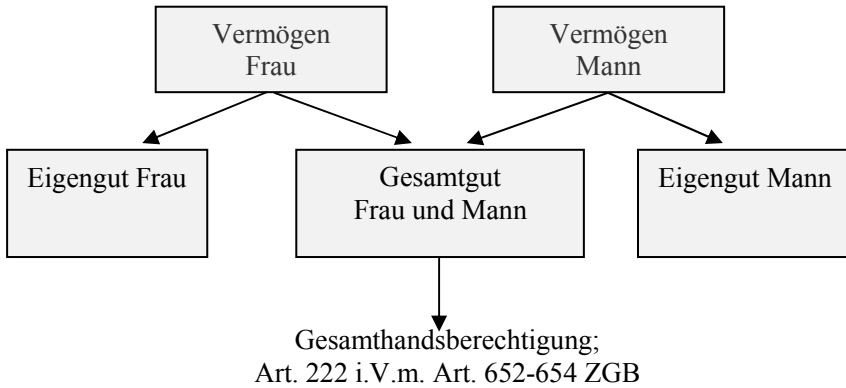 Vermögen
Frau
Vermögen
Mann
Eigengut Frau
Gesamtgut
Frau und Mann
Eigengut Mann
Gesamthandsberechtigung;
Art. 222 i.V.m. Art. 652-654 ZGB